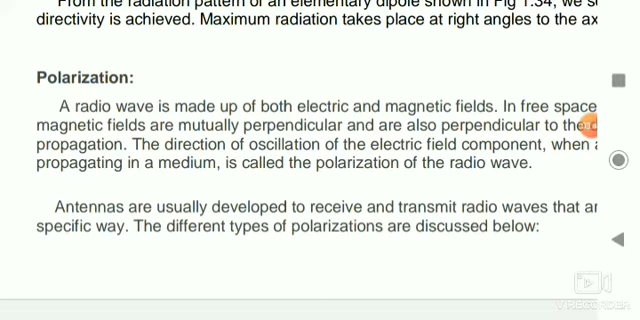 From the radiation pattern of an elementary dipole shown in Fig 1.34, we
directivity is achieved. Maximum radiation takes place at right angles to the ax
Polarization:
A radio wave is made up of both electric and magnetic fields. In free space
magnetic fields are mutually perpendicular and are also perpendicular to the
propagation. The direction of oscillation of the electric field component, when
propagating in a medium, is called the polarization of the radio wave.
Antennas are usually developed to receive and transmit radio waves that ar
specific way. The different types of polarizations are discussed below:
V RECORDER